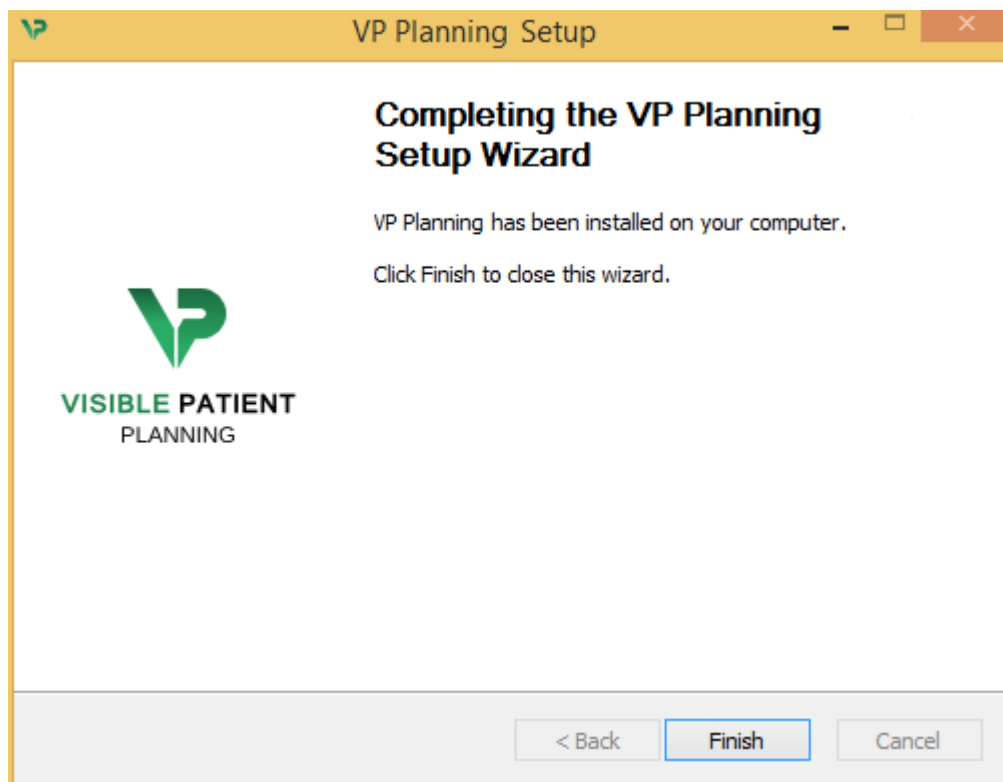 VP Planning Setup
Completing the VP Planning
Setup Wizard
VP Planning has been installed on your computer.
Click Finish to close this wizard.
VP
VISIBLE PATIENT
PLANNING
< Back
Finish
Cancel